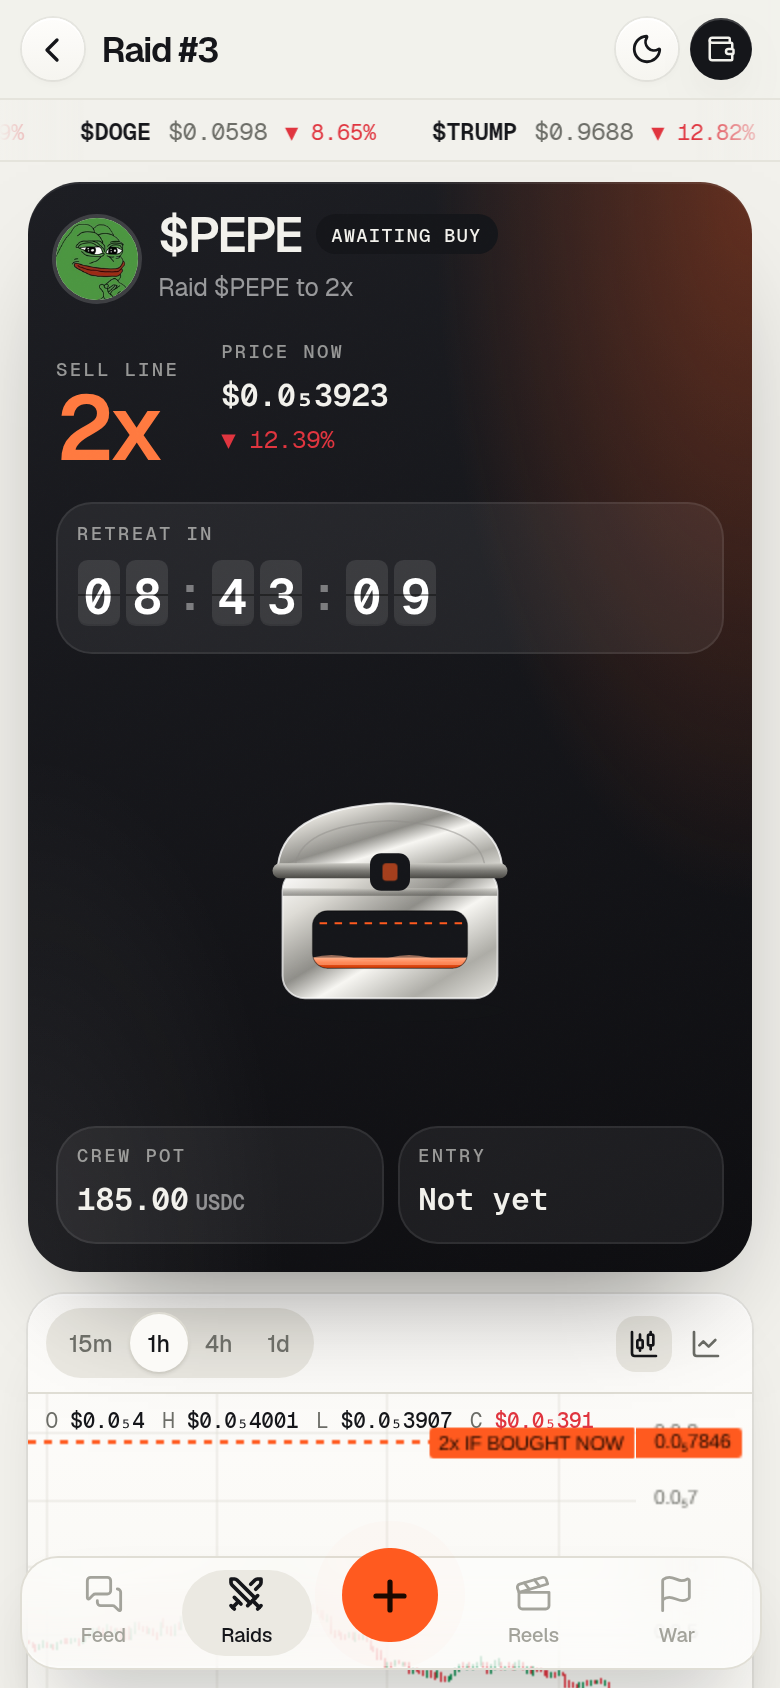 Raid #3
9% $DOGE $0.0598 ▼ 8.65% $TRUMP $0.9688 ▼ 12.82%
$PEPE AWAITING BUY
Raid $PEPE to 2x
SELL LINE
2x
PRICE NOW
$0.0₅3923
▼ 12.39%
RETREAT IN
08:43:09
CREW POT
185.00 USDC
ENTRY
Not yet
15m 1h 4h 1d
O $0.0₅4 H $0.0₅4001 L $0.0₅3907 C $0.0₅391
2x IF BOUGHT NOW 0.0₅7846
0.0₅7
Feed Raids Reels War